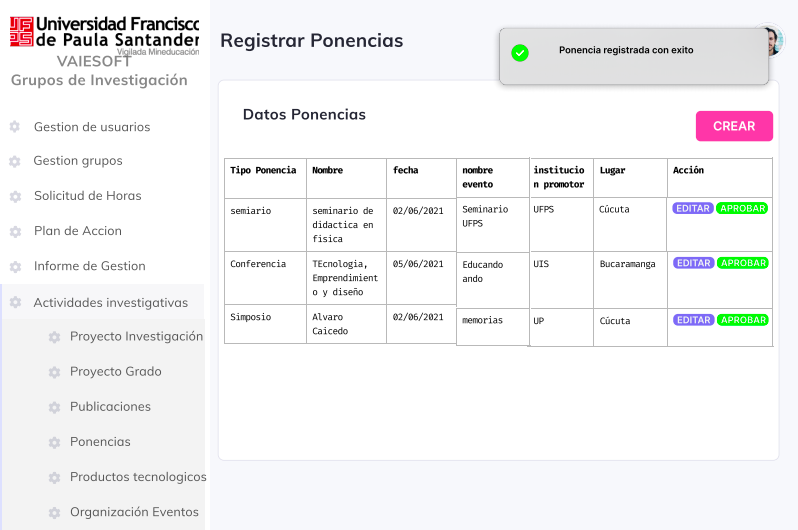 Universidad Francisco
de Paula Santander
Vigilada Mineducación
VAIESOFT
Grupos de Investigación
Gestion de usuarios
Gestion grupos
Solicitud de Horas
Plan de Accion
Informe de Gestion
Actividades investigativas
Proyecto Investigación
Proyecto Grado
Publicaciones
Ponencias
Productos tecnologicos
Organización Eventos
Registrar Ponencias
Ponencia registrada con exito
Datos Ponencias
CREAR
Tipo Ponencia Nombre fecha nombre institucio Lugar Acción
evento n promotor
semiario seminario de 02/06/2021 Seminario UFPS Cúcuta EDITAR APROBAR
didactica en UFPS
fisica
Conferencia TEcnologia, 05/06/2021 Educando UIS Bucaramanga EDITAR APROBAR
Emprendimient ando
o y diseño
Simposio Alvaro 02/06/2021 memorias UP Cúcuta EDITAR APROBAR
Caicedo